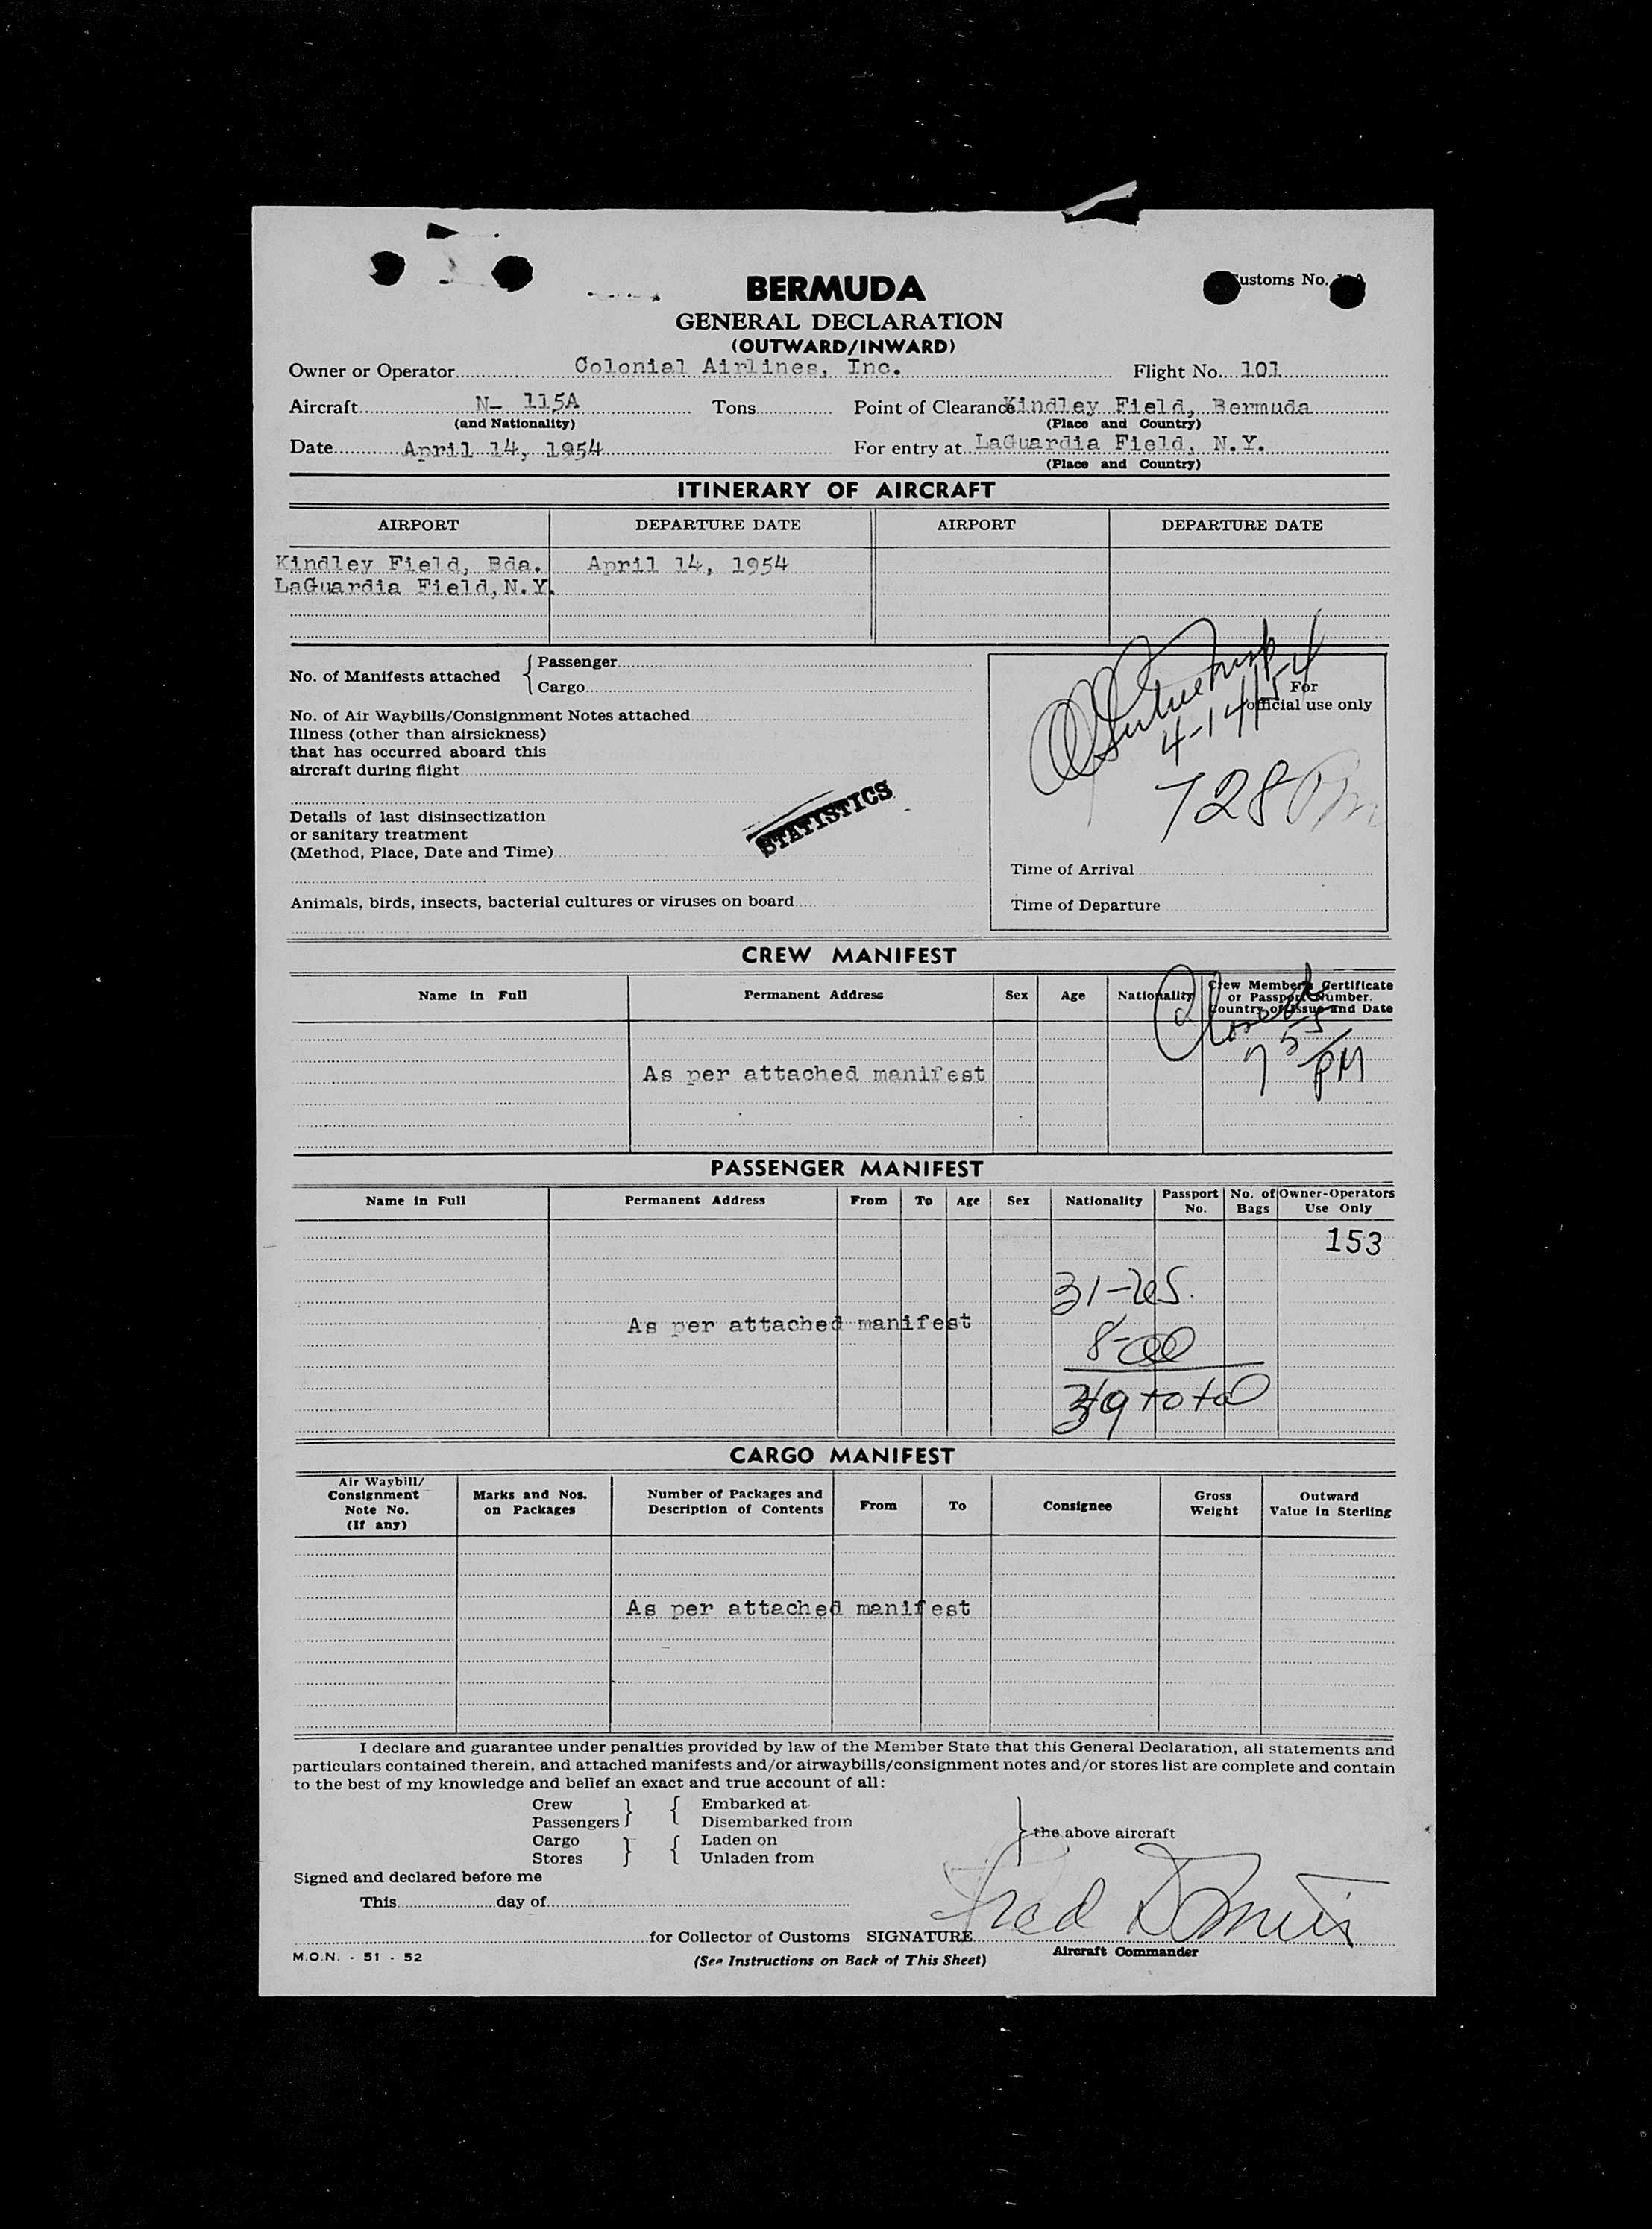 ustoms No.
BERMUDA
GENERAL DECLARATION
(OUTWARD/INWARD)
Owner or Operator Colonial Airlines, Inc. Flight No. 101
Aircraft N- 115A Tons Point of Clearance Kindley Field, Bermuda
(and Nationality) (Place and Country)
Date April 14, 1954 For entry at LaGuardia Field, N.Y.
(Place and Country)
ITINERARY OF AIRCRAFT
AIRPORT DEPARTURE DATE AIRPORT DEPARTURE DATE
Kindley Field, Bda. April 14, 1954
LaGuardia Field, N.Y.
No. of Manifests attached { Passenger
Cargo
No. of Air Waybills/Consignment Notes attached
Illness (other than airsickness)
that has occurred aboard this
aircraft during flight
Details of last disinsectization
or sanitary treatment
(Method, Place, Date and Time)
Animals, birds, insects, bacterial cultures or viruses on board
STATISTICS
For
official use only
4-14-54
728 Pm
Time of Arrival
Time of Departure
CREW MANIFEST
Name in Full Permanent Address Sex Age Nationality Crew Members Certificate
or Passport Number.
Country of Issue and Date
Closed
755 PM
As per attached manifest
PASSENGER MANIFEST
Name in Full Permanent Address From To Age Sex Nationality Passport No. No. of Bags Owner-Operators Use Only
153
31-US.
As per attached manifest
8-
39 total
CARGO MANIFEST
Air Waybill/
Consignment
Note No.
(If any)
Marks and Nos.
on Packages
Number of Packages and
Description of Contents
From To Consignee
Gross
Weight
Outward
Value in Sterling
As per attached manifest
I declare and guarantee under penalties provided by law of the Member State that this General Declaration, all statements and
particulars contained therein, and attached manifests and/or airwaybills/consignment notes and/or stores list are complete and contain
to the best of my knowledge and belief an exact and true account of all:
Crew } { Embarked at
Passengers Disembarked from
Cargo } { Laden on
Stores Unladen from
} the above aircraft
Signed and declared before me
This day of
for Collector of Customs SIGNATURE Fred D
Aircraft Commander
M.O.N. - 51 - 52
(See Instructions on Back of This Sheet)